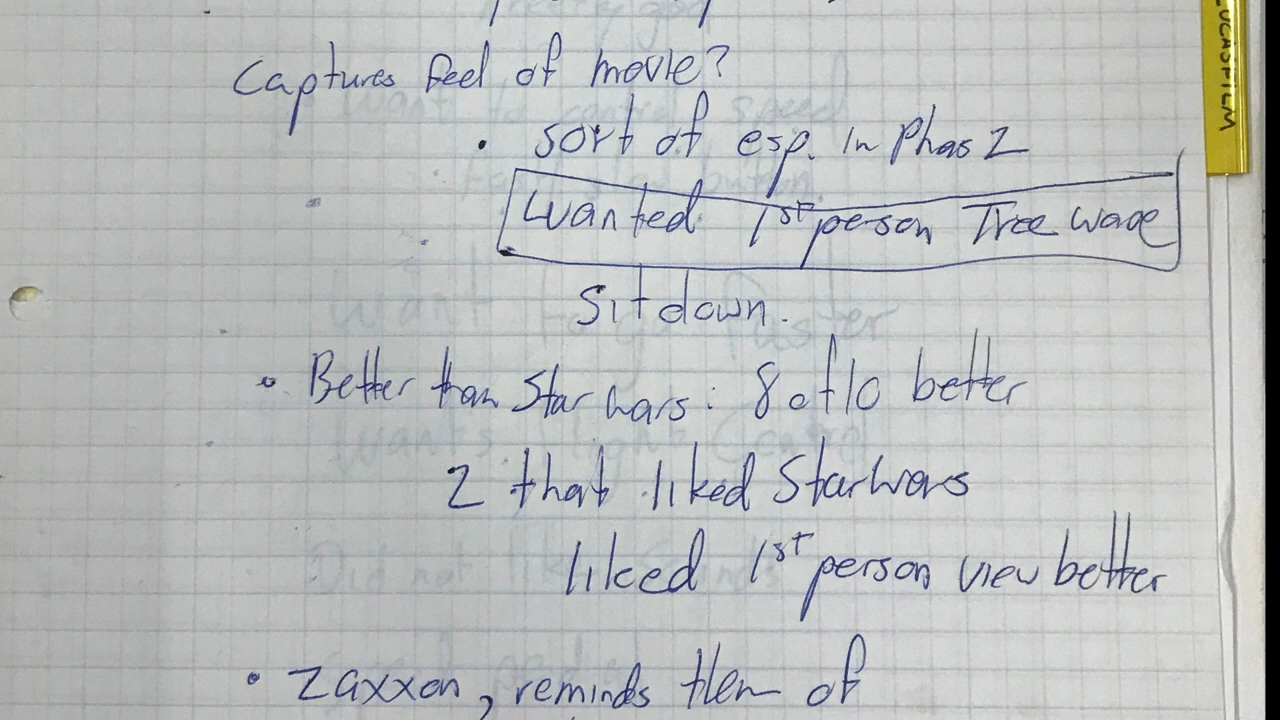 Captures feel of movie?
• sort of esp. in Phas 2
Wanted 1st person Tree wave
Sitdown.
• Better than Star wars: 8 of 10 better
2 that liked Starwars
liked 1st person view better
• Zaxxon, reminds them of
LUCASFILM